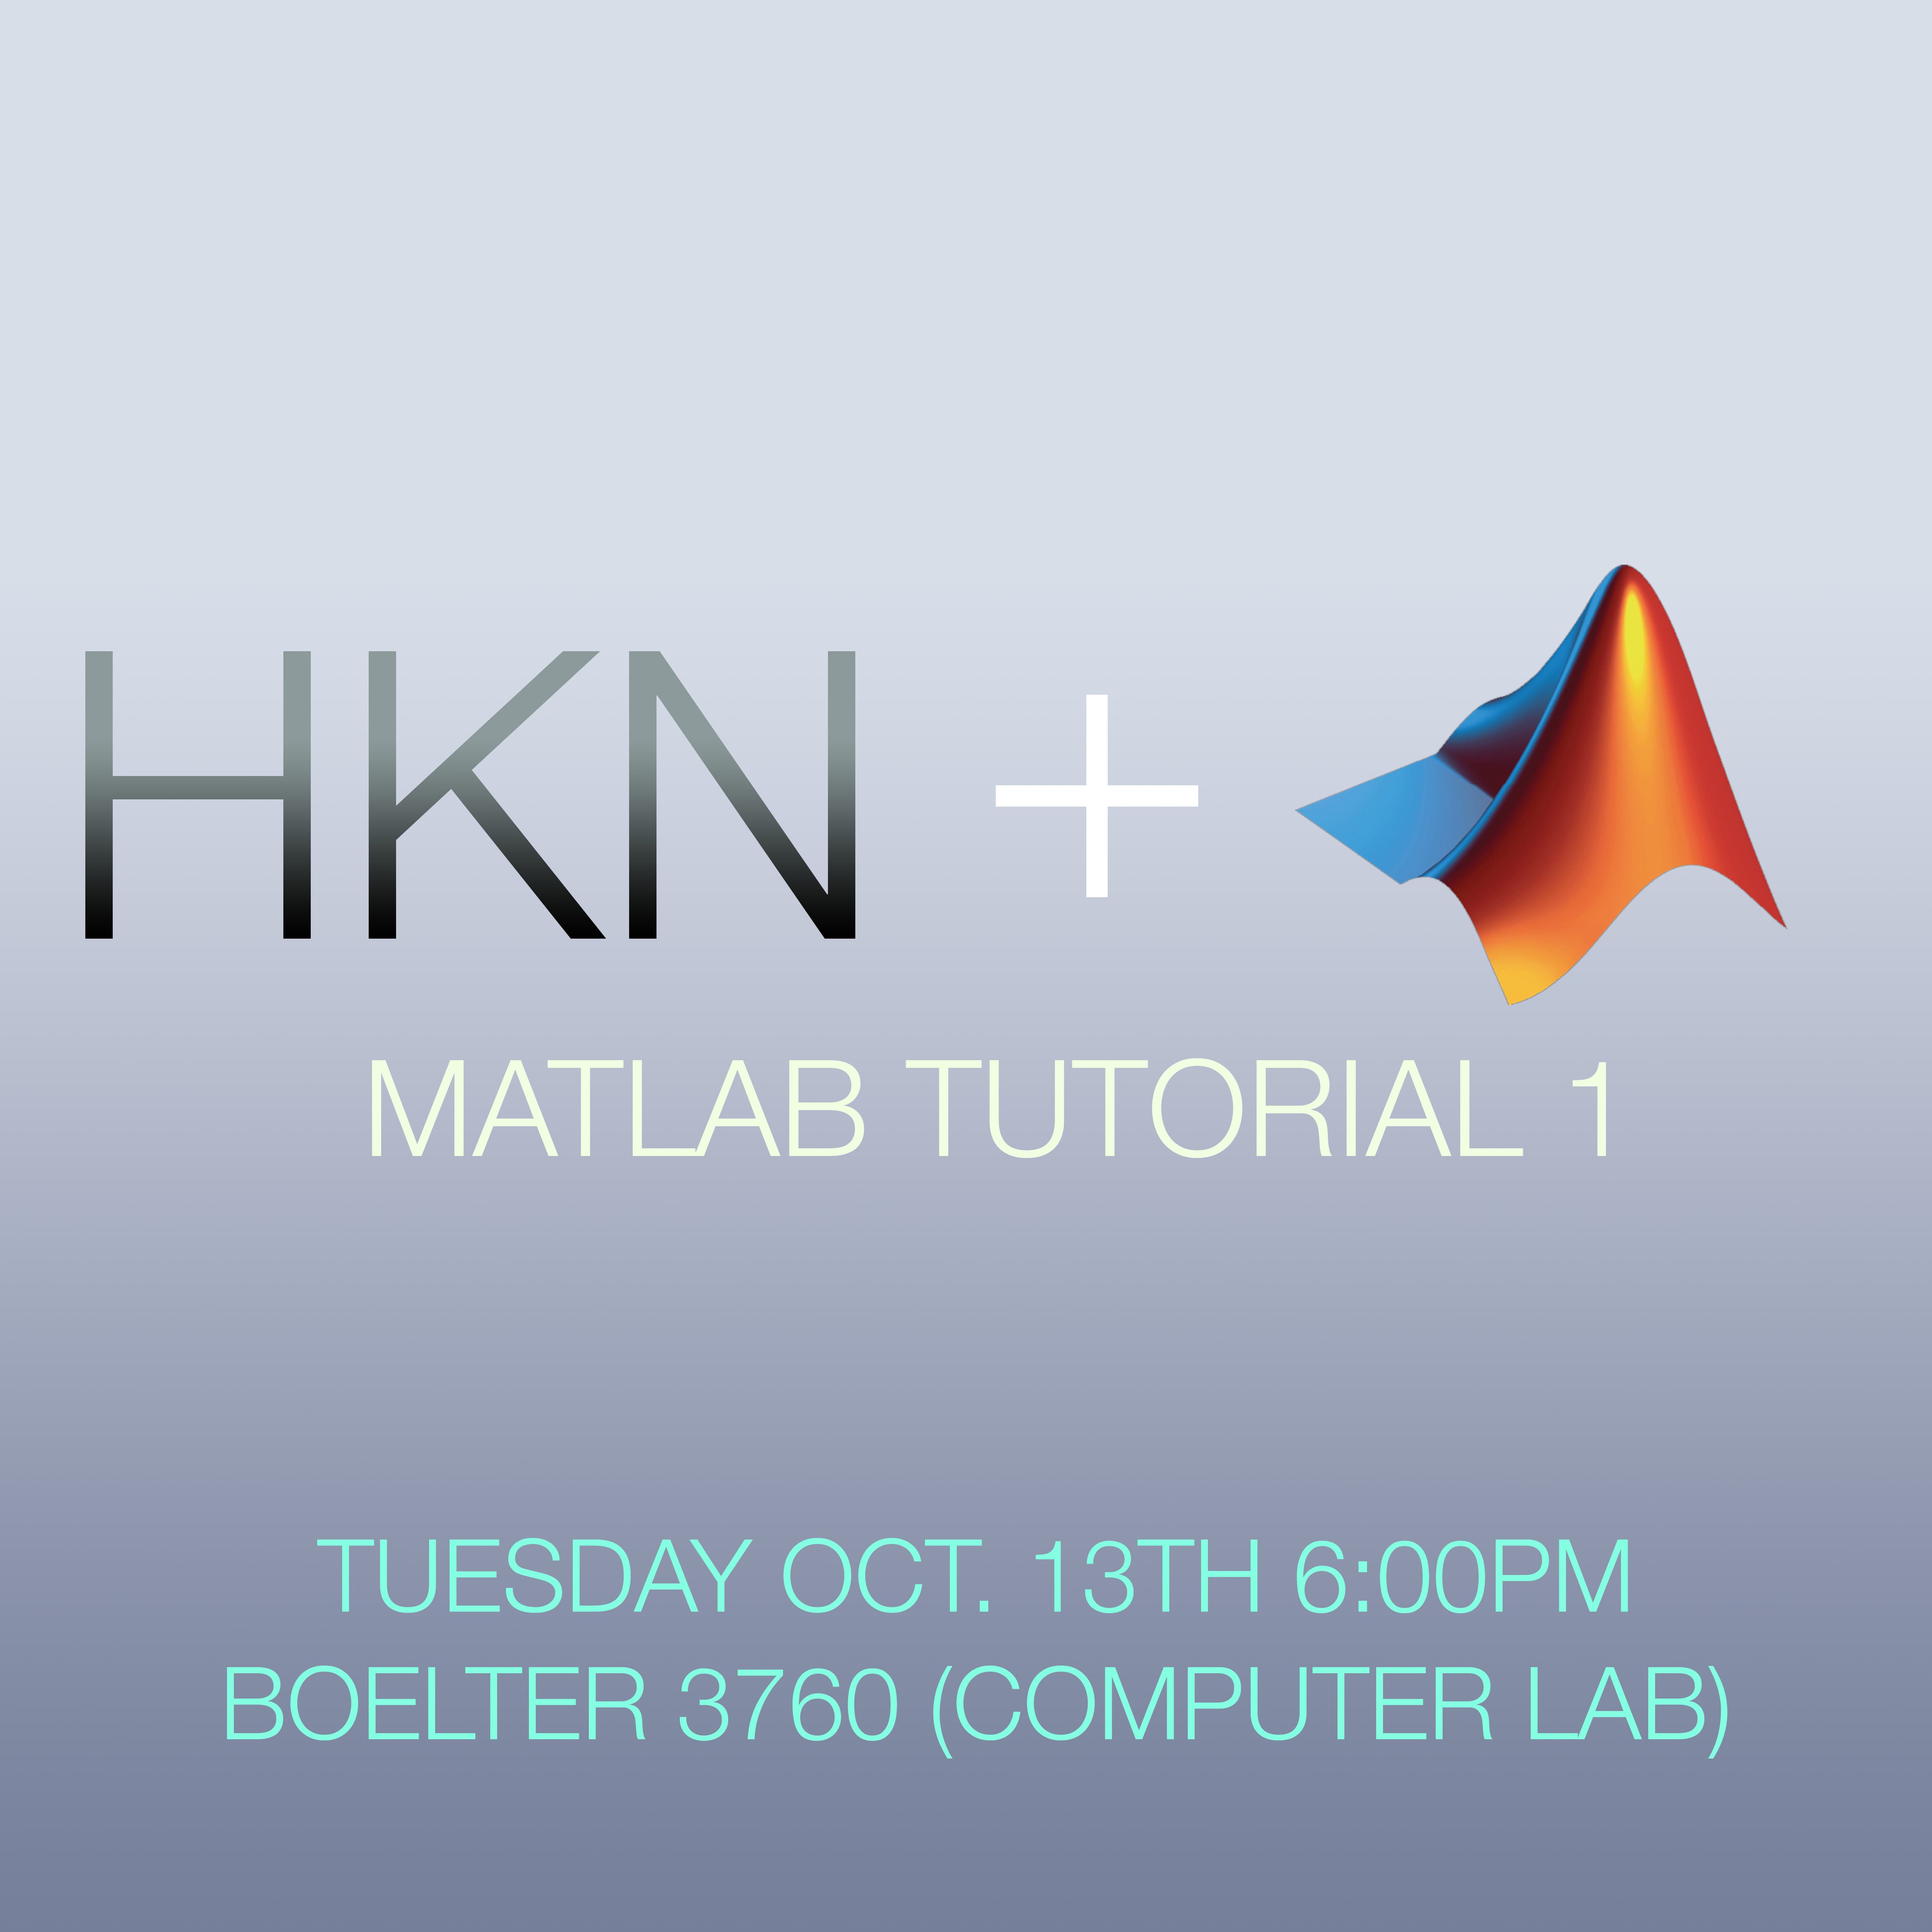 HKN +
MATLAB TUTORIAL 1
TUESDAY OCT. 13TH 6:00PM
BOELTER 3760 (COMPUTER LAB)